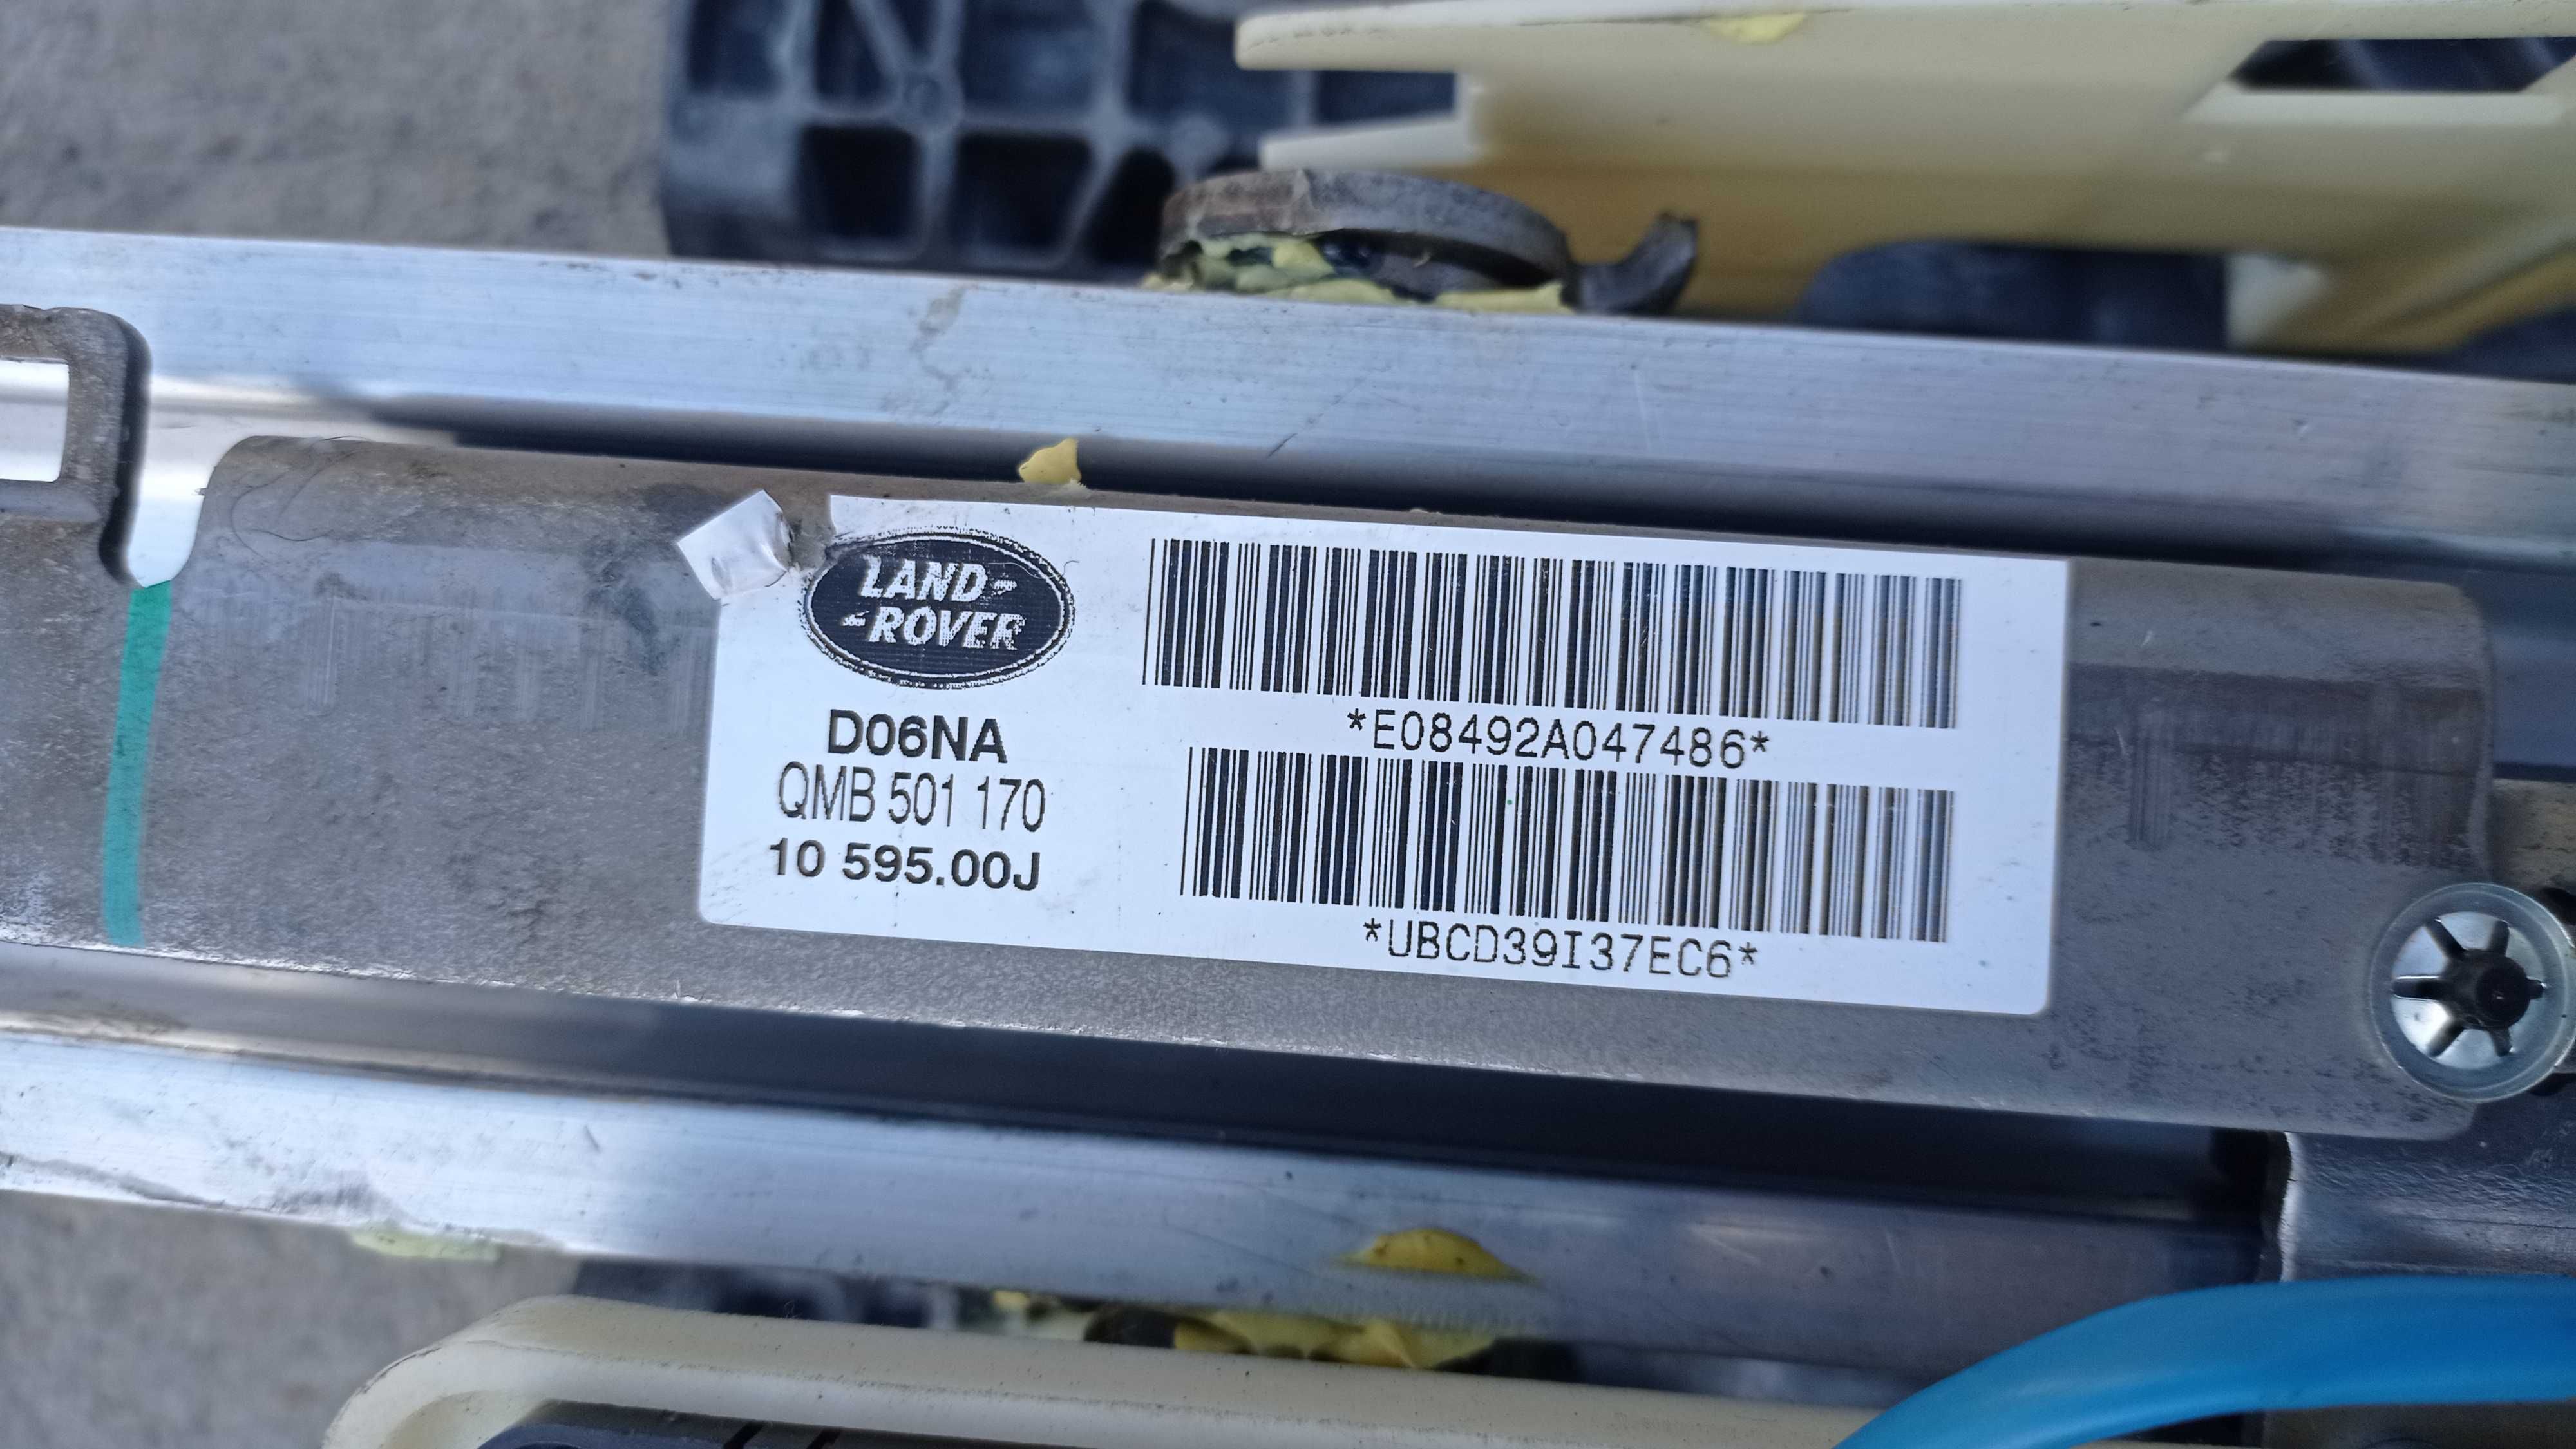 LAND-
-ROVER
D06NA
QMB 501 170
10 595.00J
*E08492A047486*
*UBCD39I37EC6*